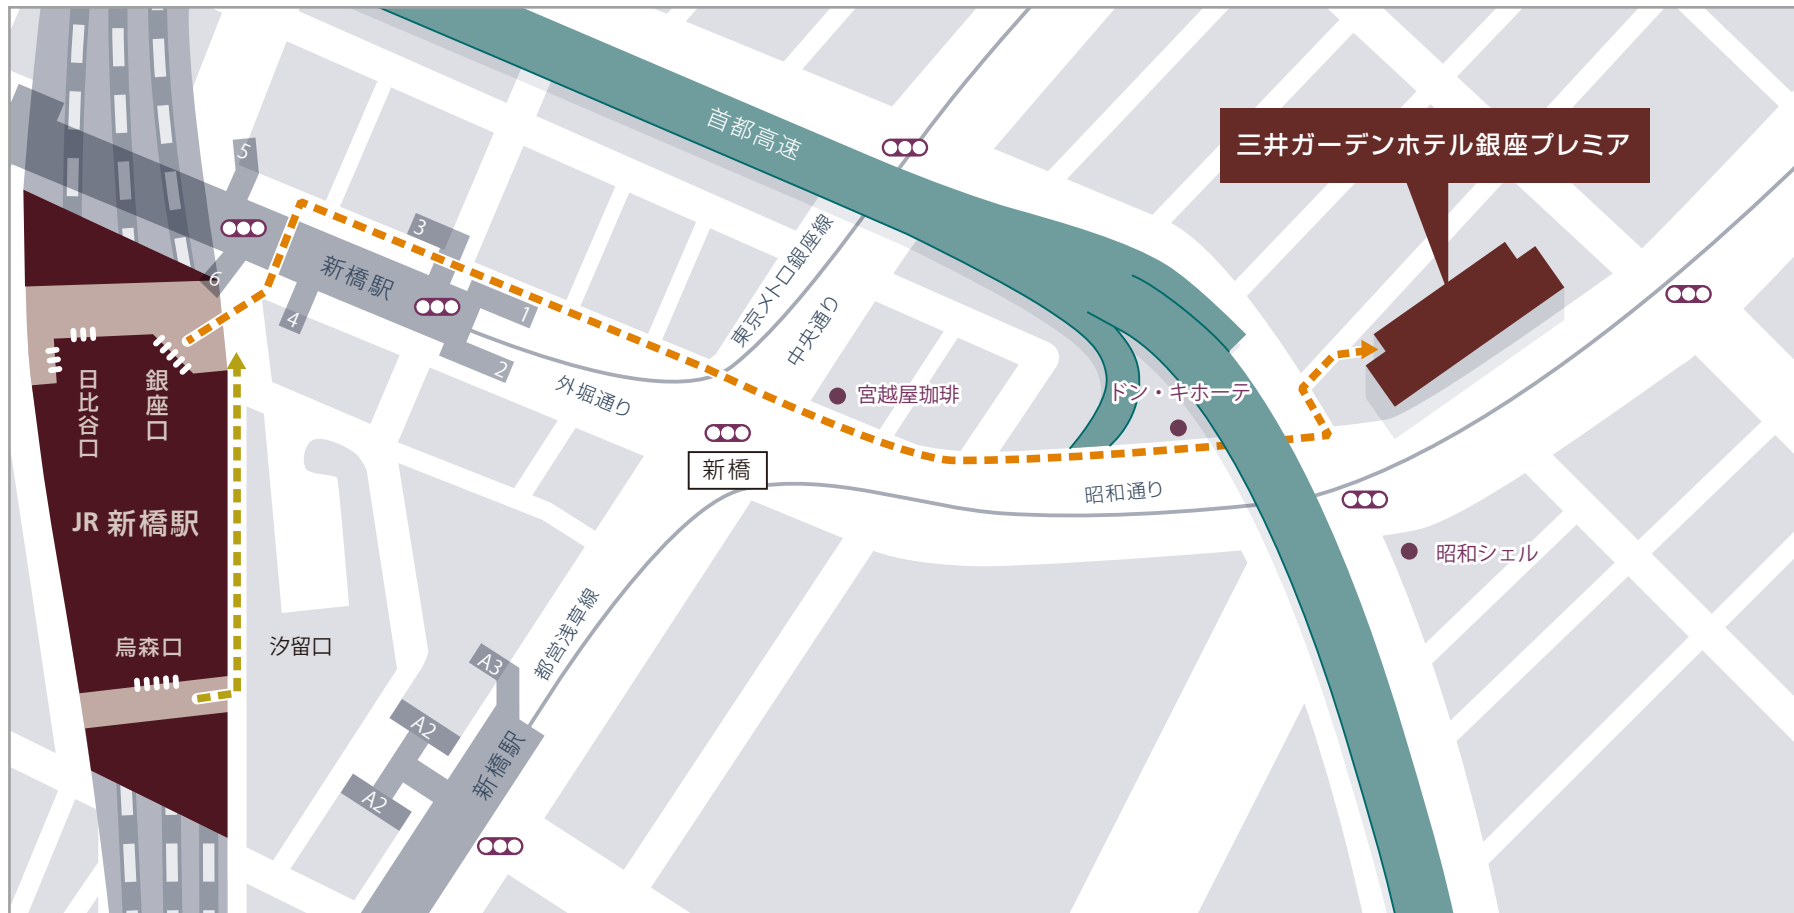 首都高速
三井ガーデンホテル銀座プレミア
5
3
6
新橋駅
4
1
2
東京メトロ銀座線
中央通り
外堀通り
宮越屋珈琲
ドン・キホーテ
日比谷口
銀座口
新橋
昭和通り
JR 新橋駅
昭和シェル
烏森口
汐留口
都営浅草線
A3
A2
新橋駅
A2